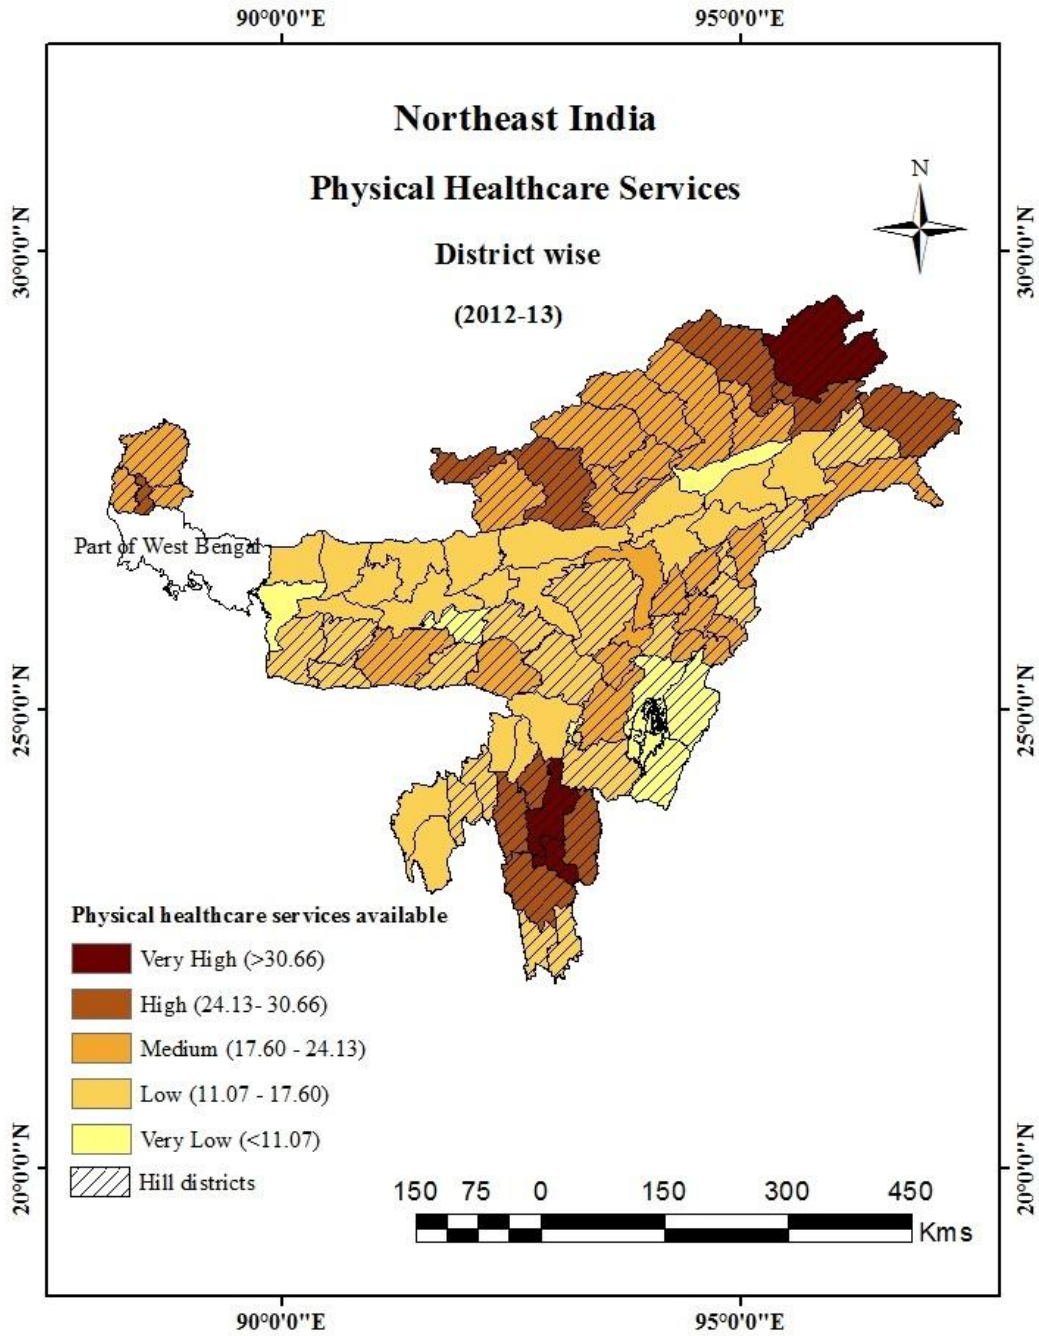 90°0'0"E 95°0'0"E
Northeast India
Physical Healthcare Services
District wise
(2012-13)
N
30°0'0"N 30°0'0"N
Part of West Bengal
25°0'0"N 25°0'0"N
Physical healthcare services available
Very High (>30.66)
High (24.13- 30.66)
Medium (17.60 - 24.13)
Low (11.07 - 17.60)
Very Low (<11.07)
Hill districts
20°0'0"N 20°0'0"N
150 75 0 150 300 450
Kms
90°0'0"E 95°0'0"E